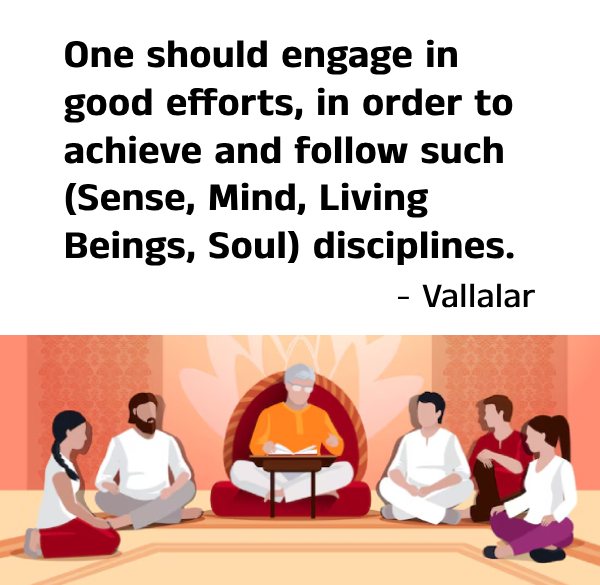 One should engage in
good efforts, in order to
achieve and follow such
(Sense, Mind, Living
Beings, Soul) disciplines.
- Vallalar